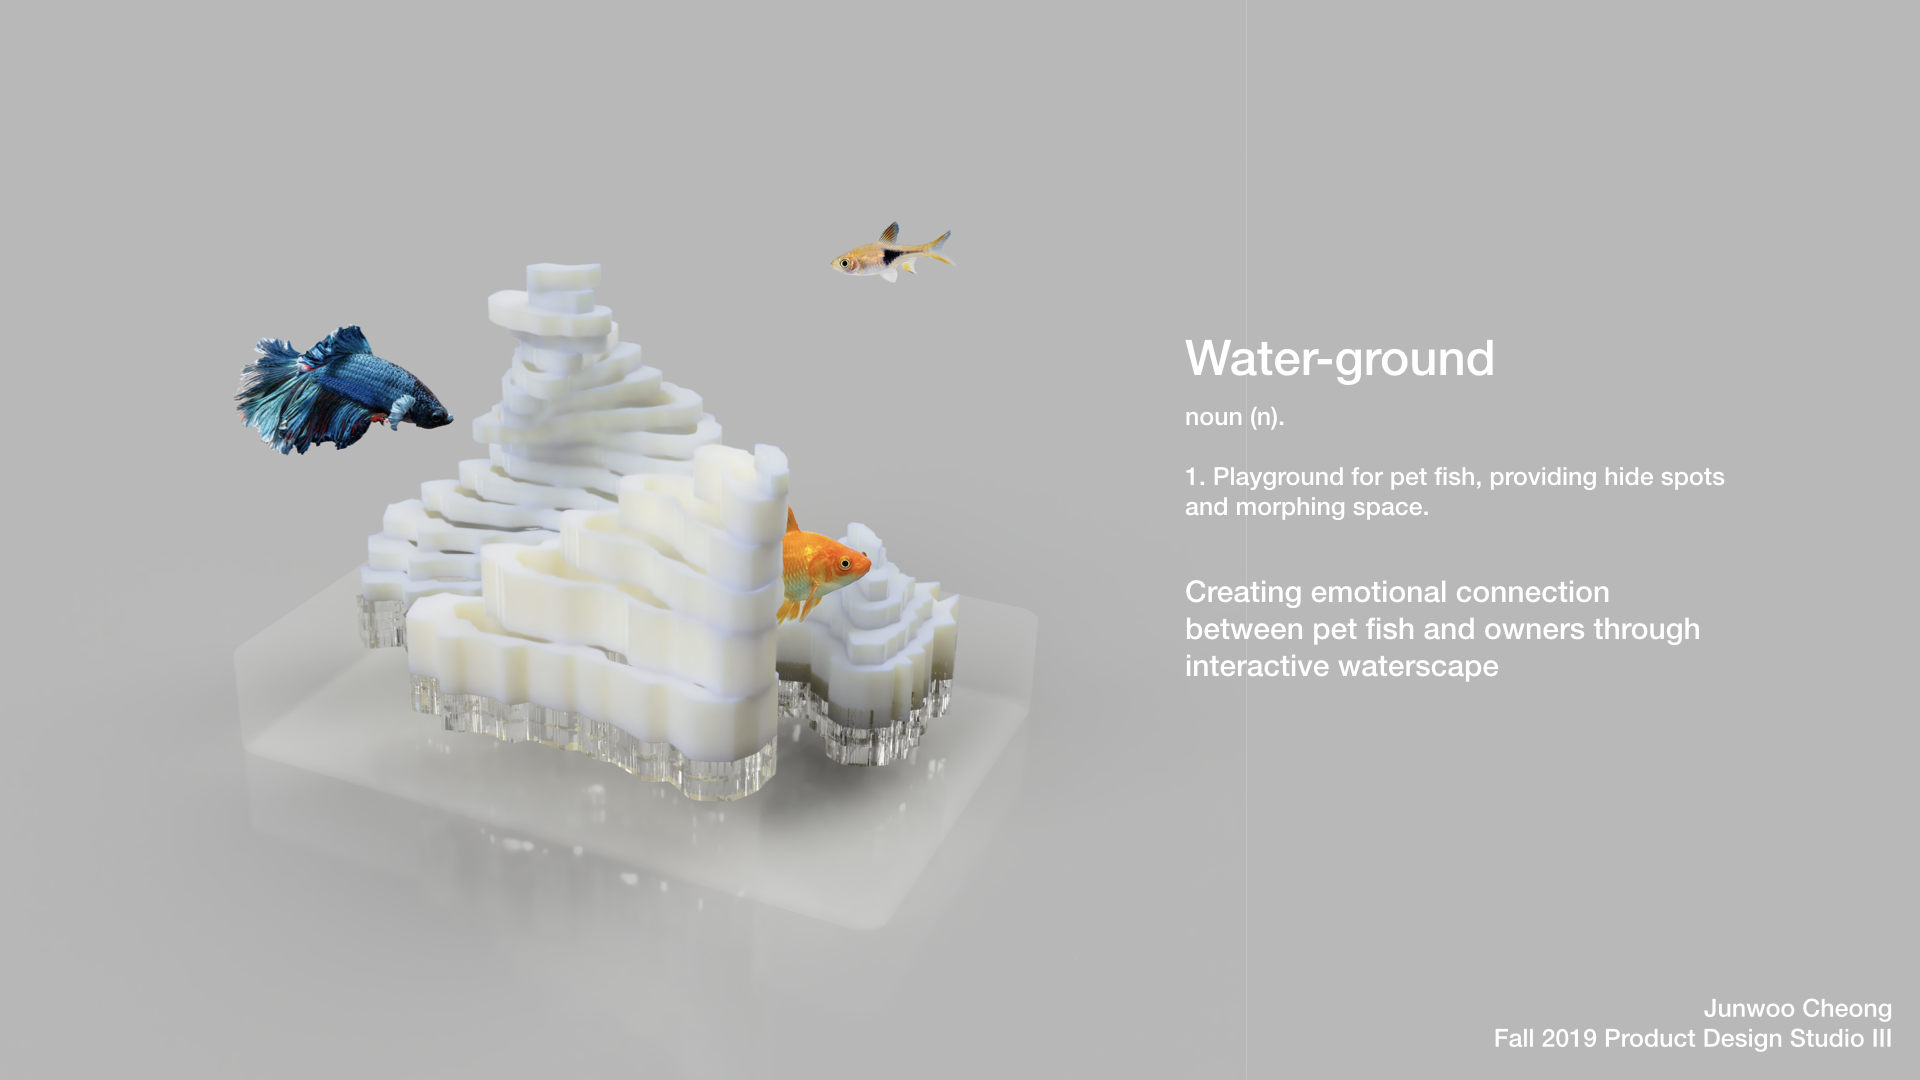 Water-ground
noun (n).
1. Playground for pet fish, providing hide spots
and morphing space.
Creating emotional connection
between pet fish and owners through
interactive waterscape
Junwoo Cheong
Fall 2019 Product Design Studio III